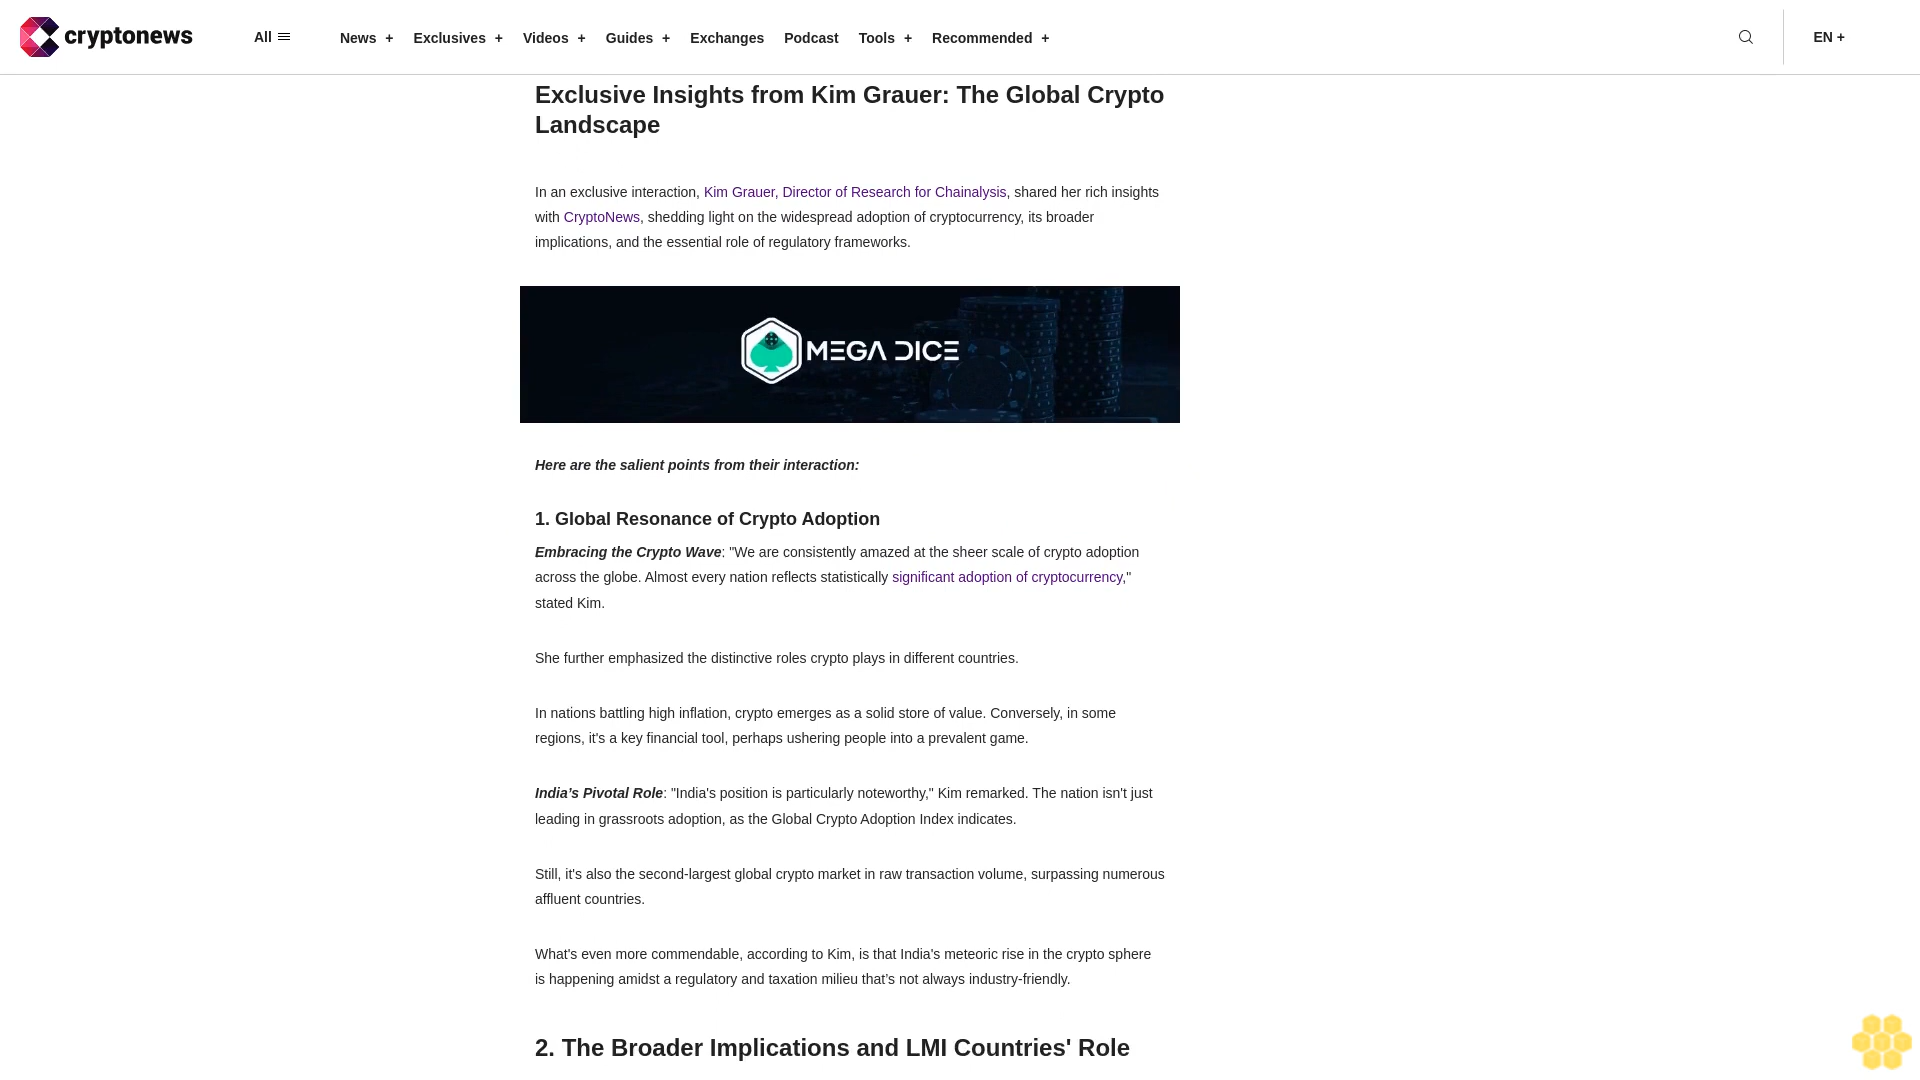 cryptonews
All
News + Exclusives + Videos + Guides + Exchanges Podcast Tools + Recommended +
EN +
Exclusive Insights from Kim Grauer: The Global Crypto
Landscape
In an exclusive interaction, Kim Grauer, Director of Research for Chainalysis, shared her rich insights
with CryptoNews, shedding light on the widespread adoption of cryptocurrency, its broader
implications, and the essential role of regulatory frameworks.
MEGA DICE
Here are the salient points from their interaction:
1. Global Resonance of Crypto Adoption
Embracing the Crypto Wave: "We are consistently amazed at the sheer scale of crypto adoption
across the globe. Almost every nation reflects statistically significant adoption of cryptocurrency,"
stated Kim.
She further emphasized the distinctive roles crypto plays in different countries.
In nations battling high inflation, crypto emerges as a solid store of value. Conversely, in some
regions, it's a key financial tool, perhaps ushering people into a prevalent game.
India’s Pivotal Role: "India's position is particularly noteworthy," Kim remarked. The nation isn't just
leading in grassroots adoption, as the Global Crypto Adoption Index indicates.
Still, it's also the second-largest global crypto market in raw transaction volume, surpassing numerous
affluent countries.
What's even more commendable, according to Kim, is that India's meteoric rise in the crypto sphere
is happening amidst a regulatory and taxation milieu that’s not always industry-friendly.
2. The Broader Implications and LMI Countries' Role